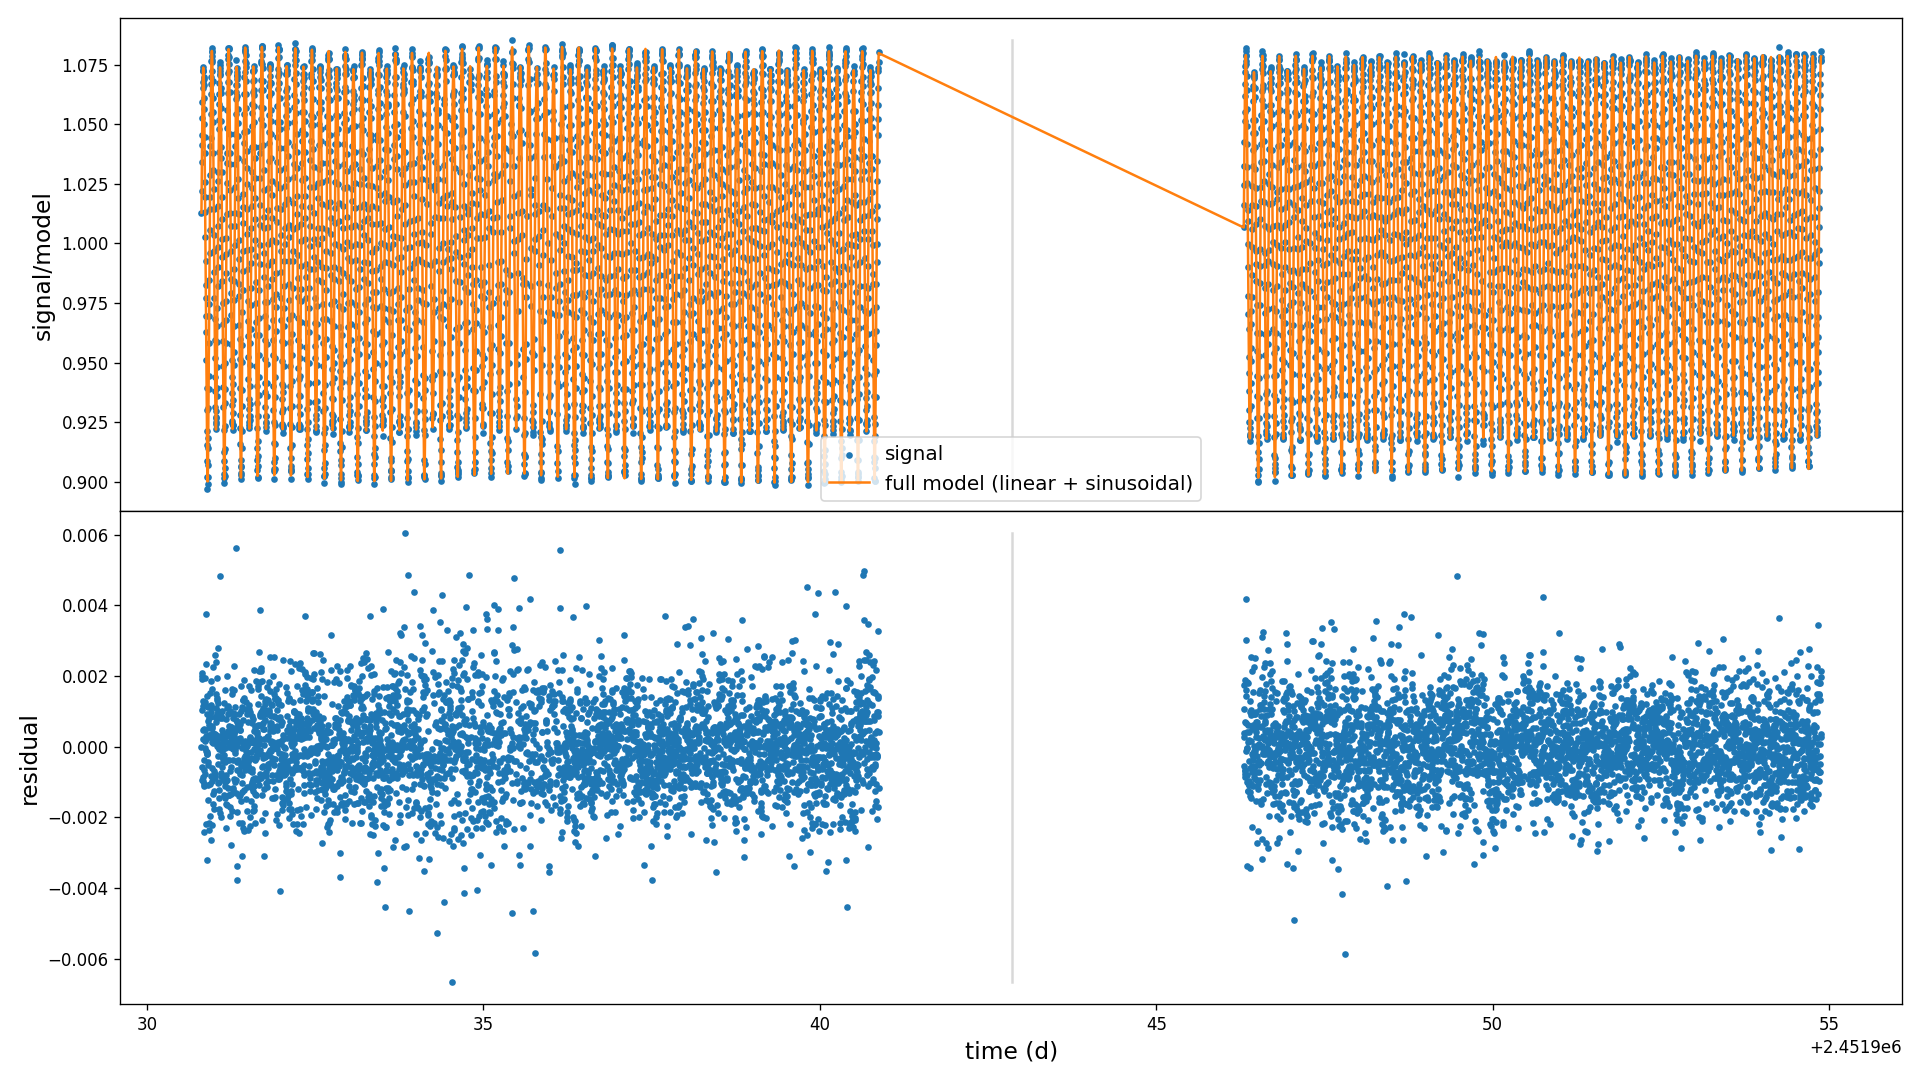 signal/model
1.075
1.050
1.025
1.000
0.975
0.950
0.925
0.900
signal
full model (linear + sinusoidal)
residual
0.006
0.004
0.002
0.000
−0.002
−0.004
−0.006
30 35 40 45 50 55
time (d)
+2.4519e6